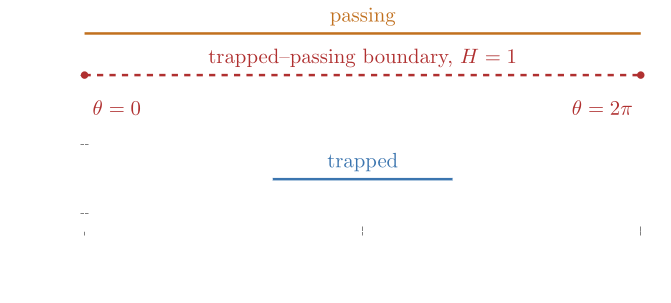 passing
trapped–passing boundary, H = 1
θ = 0
θ = 2π
trapped